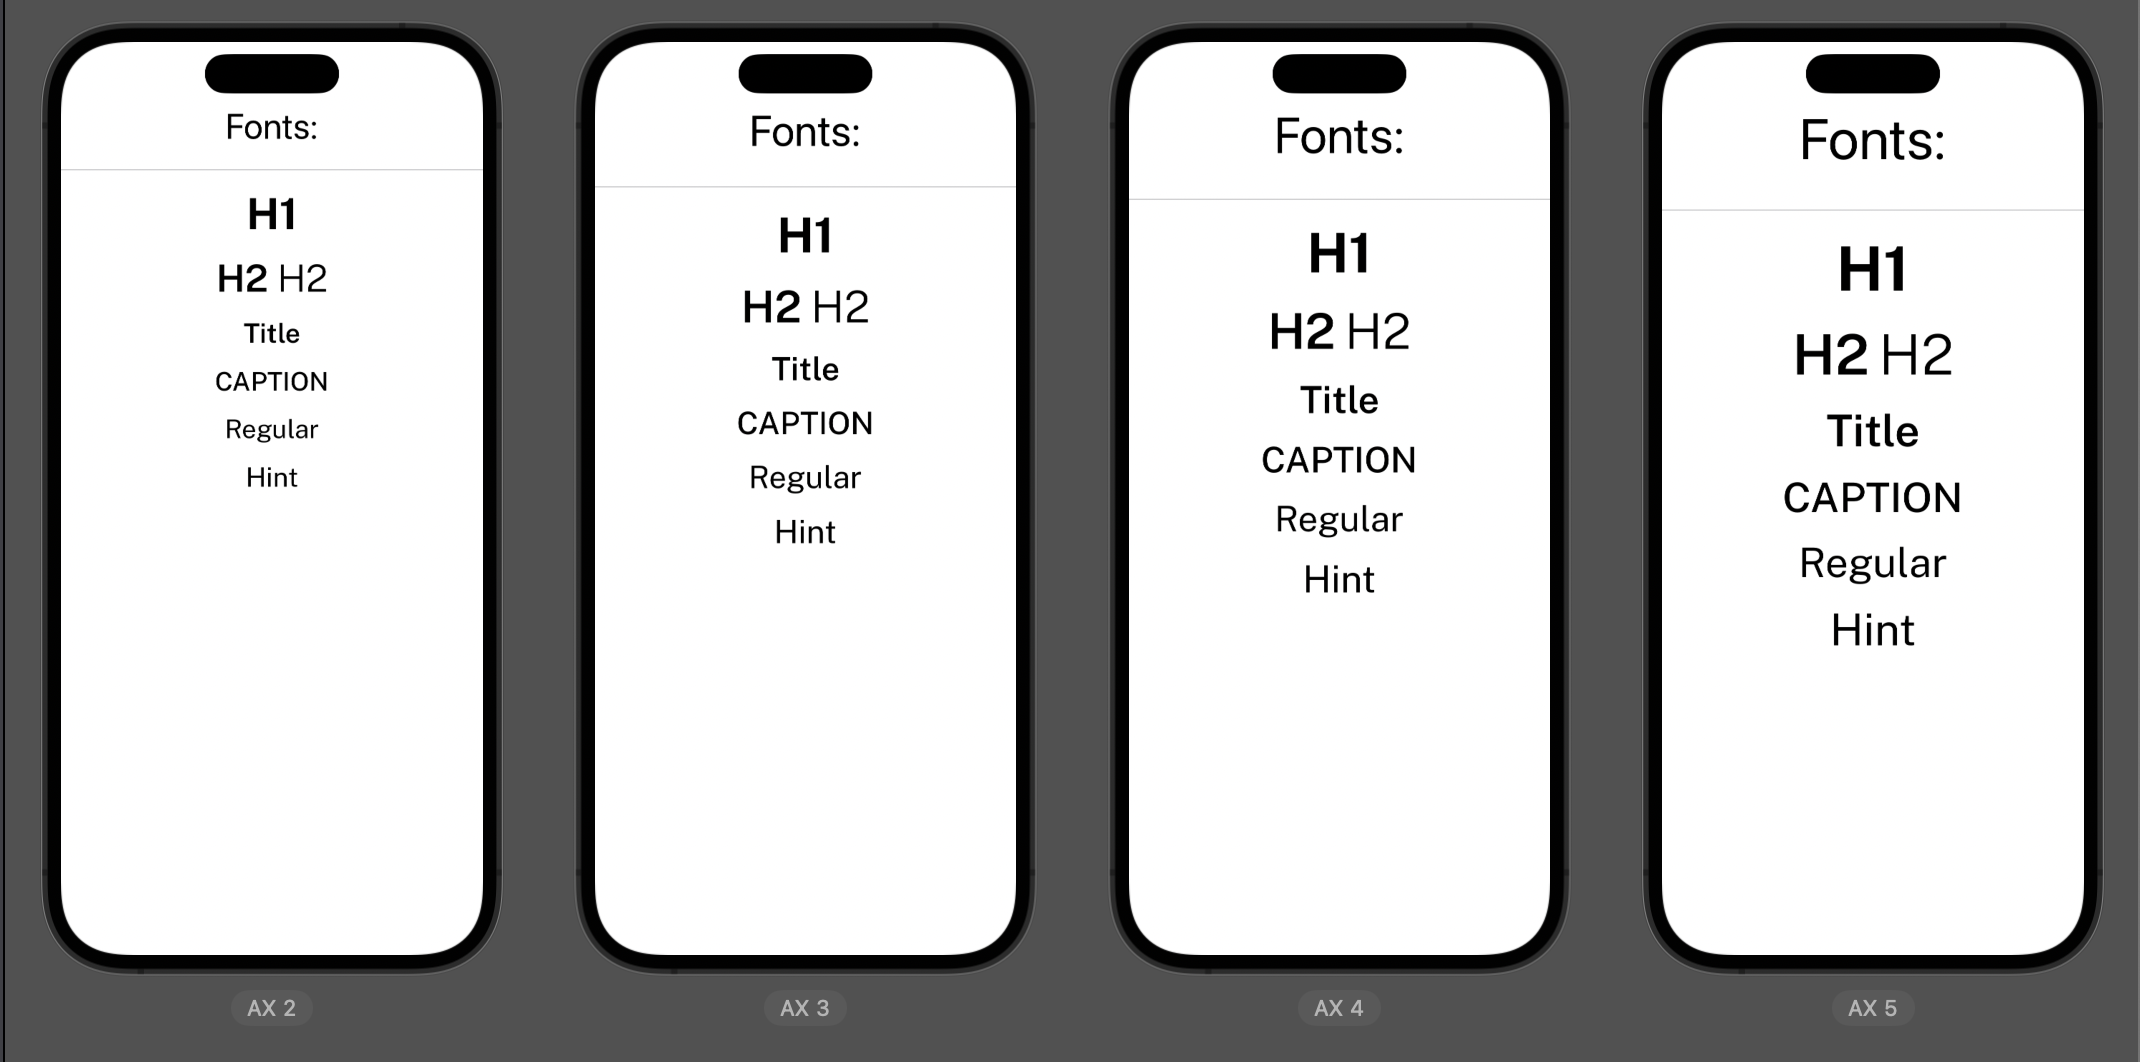 Fonts:
H1
H2 H2
Title
CAPTION
Regular
Hint
AX 2
Fonts:
H1
H2 H2
Title
CAPTION
Regular
Hint
AX 3
Fonts:
H1
H2 H2
Title
CAPTION
Regular
Hint
AX 4
Fonts:
H1
H2 H2
Title
CAPTION
Regular
Hint
AX 5